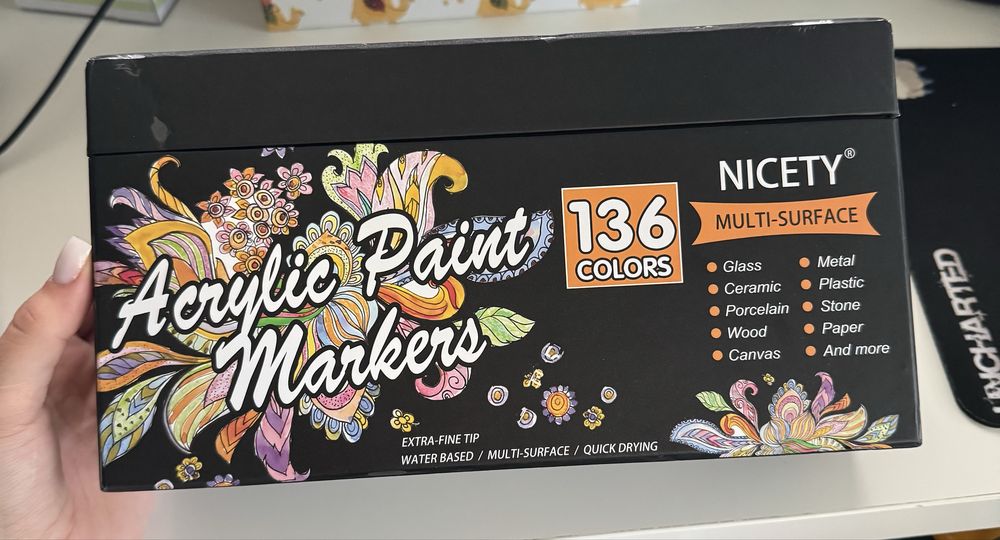 Acrylic Paint
Markers
136
COLORS
NICETY®
MULTI-SURFACE
Glass
Ceramic
Porcelain
Wood
Canvas
Metal
Plastic
Stone
Paper
And more
EXTRA-FINE TIP
WATER BASED / MULTI-SURFACE / QUICK DRYING
UNCHARTED